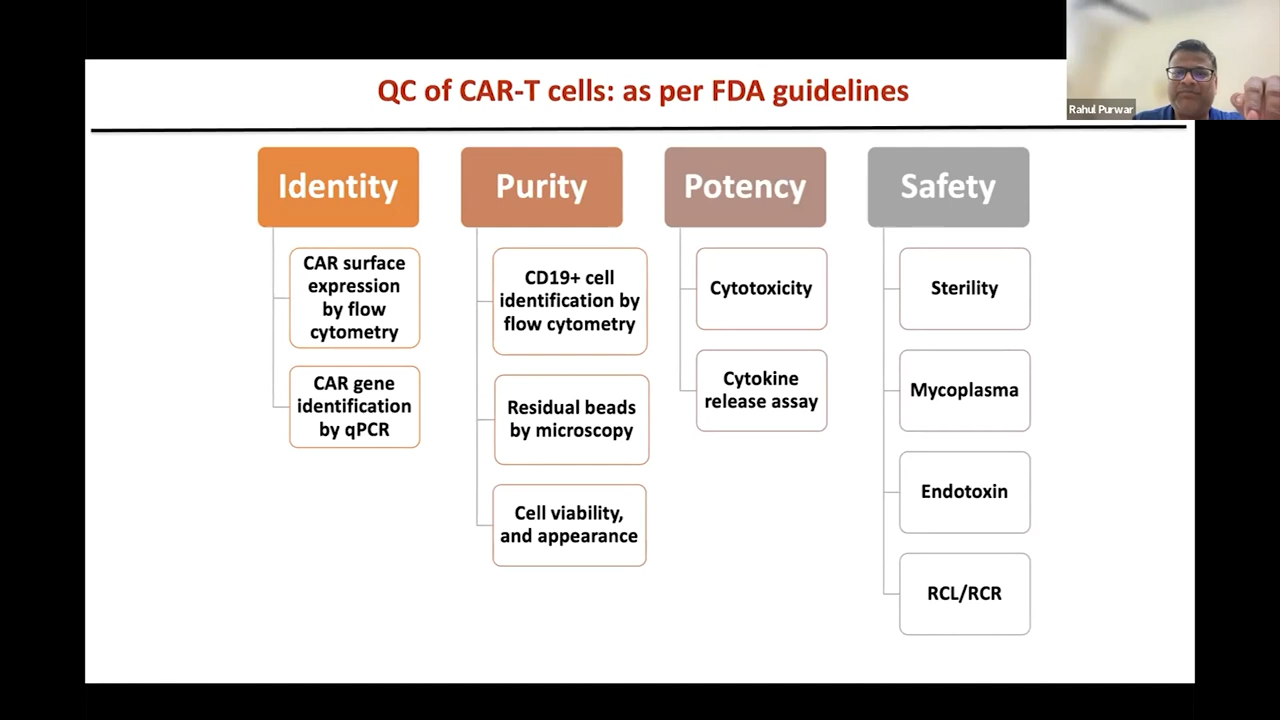 QC of CAR-T cells: as per FDA guidelines
Rahul Purwar
Identity
CAR surface
expression
by flow
cytometry
CAR gene
identification
by qPCR
Purity
CD19+ cell
identification by
flow cytometry
Residual beads
by microscopy
Cell viability,
and appearance
Potency
Cytotoxicity
Cytokine
release assay
Safety
Sterility
Mycoplasma
Endotoxin
RCL/RCR